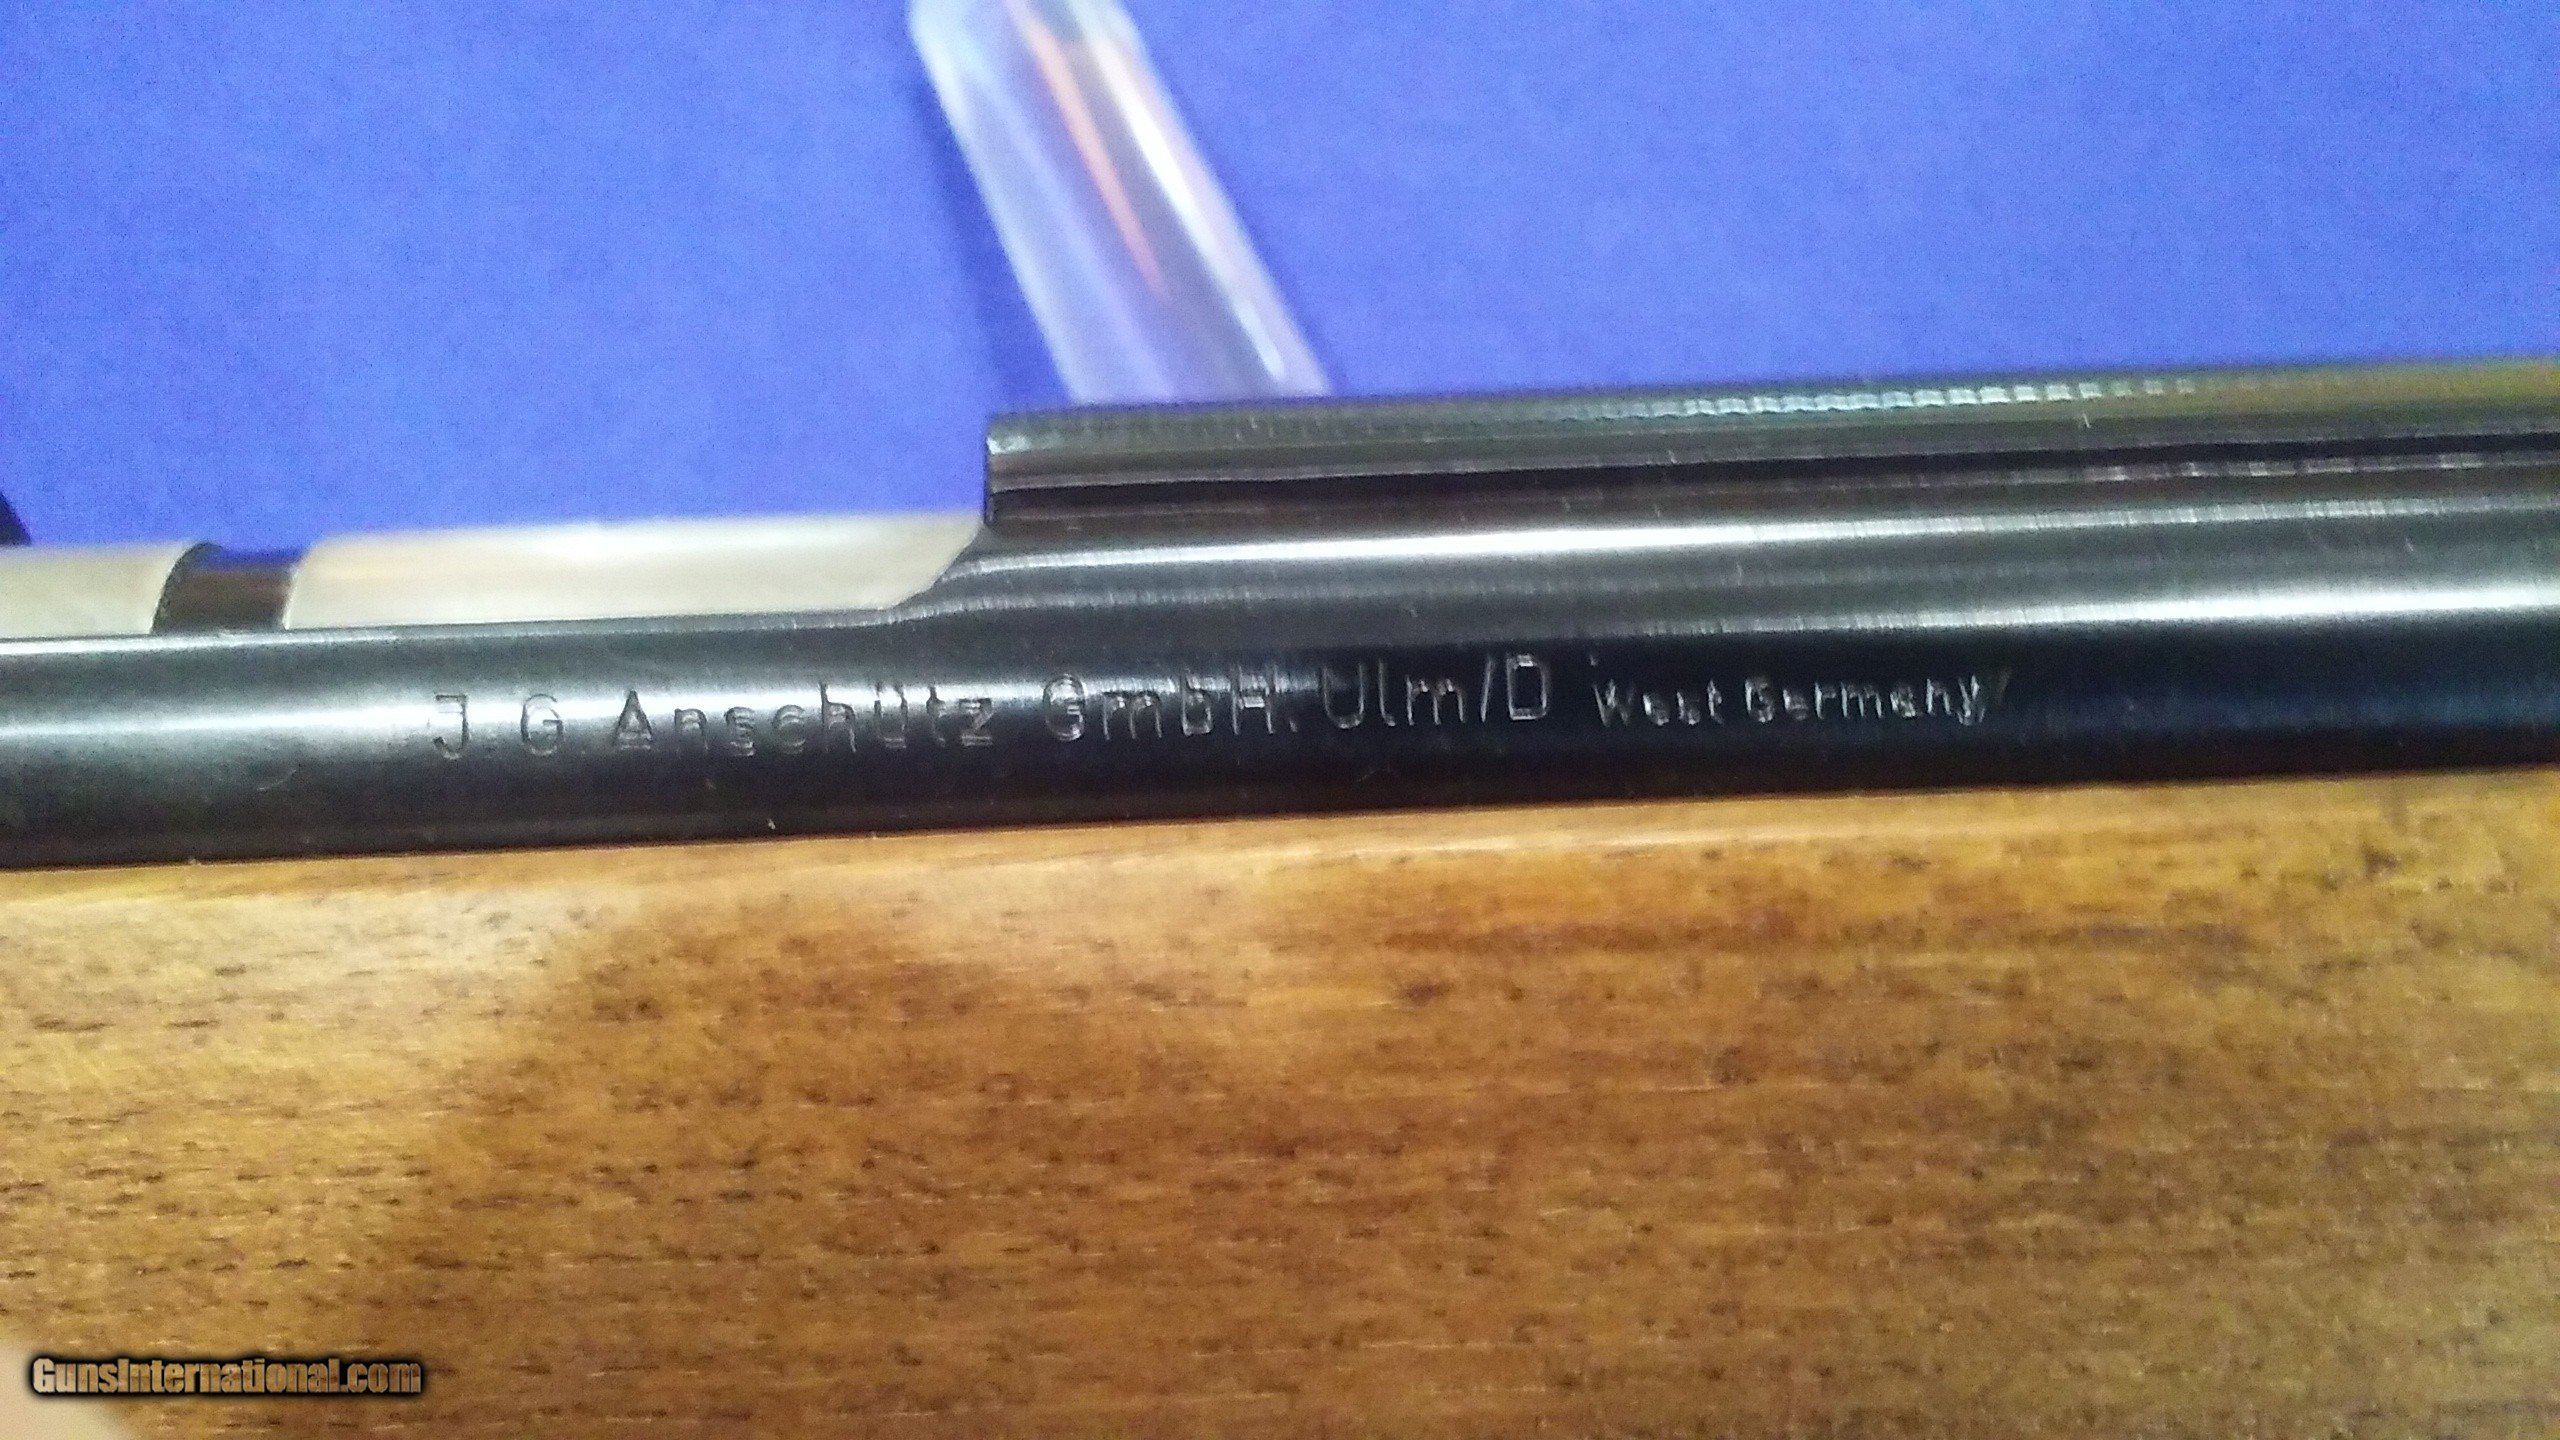 J.G. Anschütz GmbH. Ulm/D West Germany
GunsInternational.com